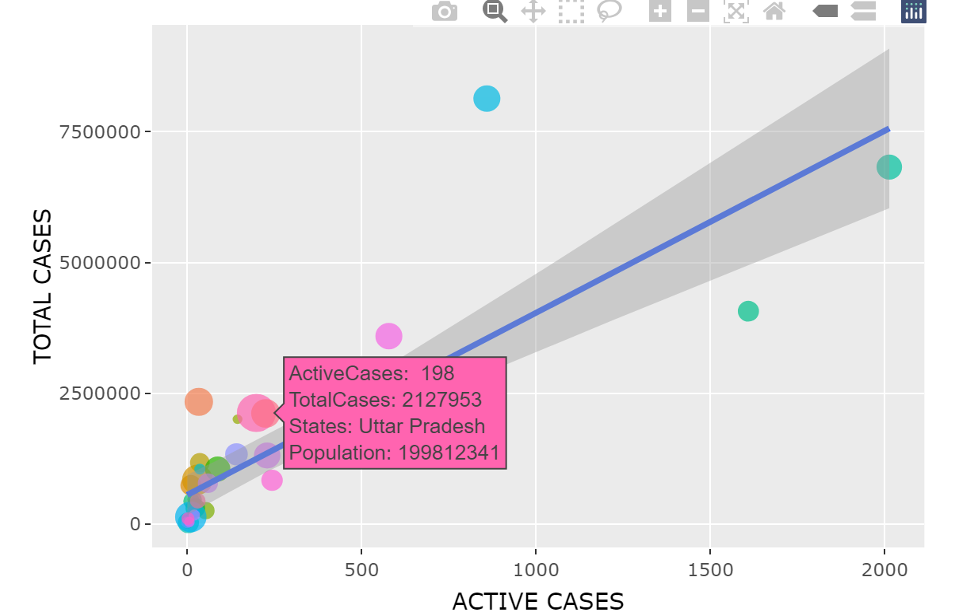 7500000
5000000
2500000
0
TOTAL CASES
ActiveCases:  198
TotalCases: 2127953
States: Uttar Pradesh
Population: 199812341
0 500 1000 1500 2000
ACTIVE CASES